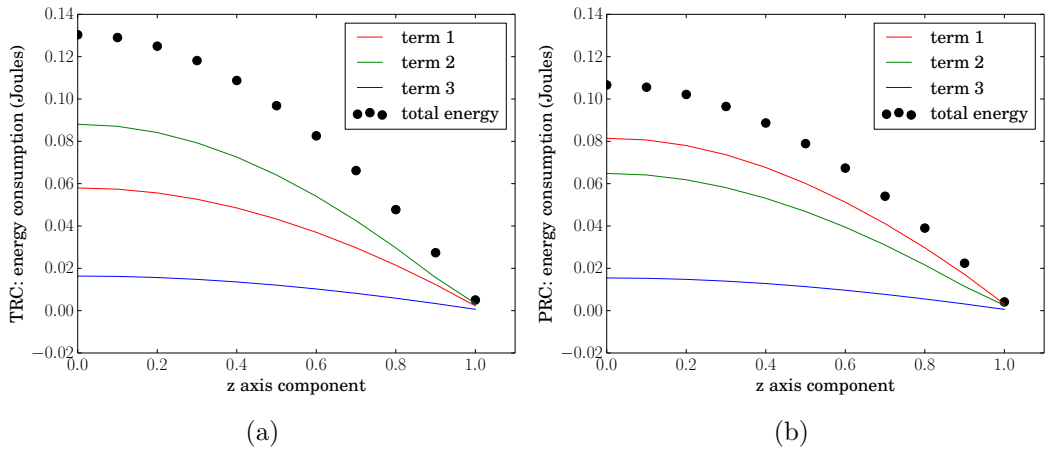 TRC: energy consumption (Joules)
0.14
0.12
0.10
0.08
0.06
0.04
0.02
0.00
−0.02
0.0 0.2 0.4 0.6 0.8 1.0
z axis component
term 1
term 2
term 3
total energy
(a)
PRC: energy consumption (Joules)
0.14
0.12
0.10
0.08
0.06
0.04
0.02
0.00
−0.02
0.0 0.2 0.4 0.6 0.8 1.0
z axis component
term 1
term 2
term 3
total energy
(b)